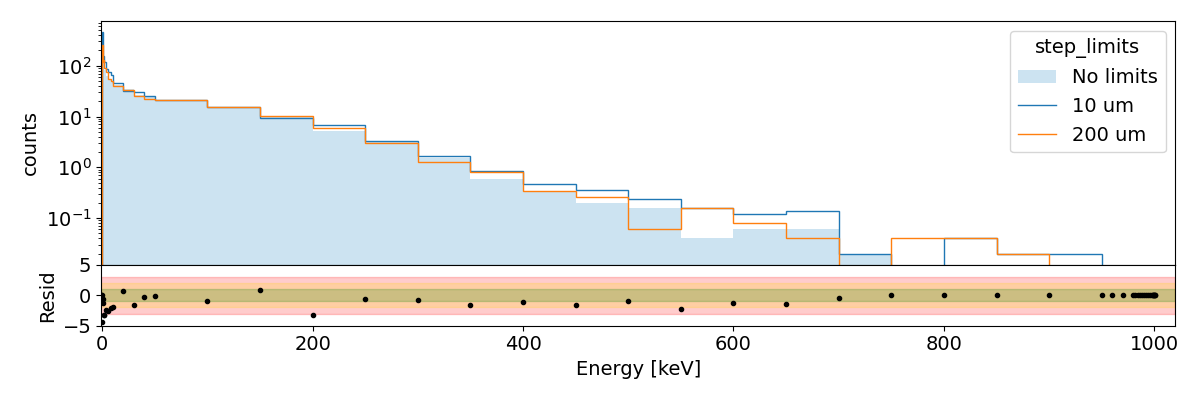 step_limits
No limits
10 um
200 um
counts
10²
10¹
10⁰
10⁻¹
Resid
5
0
−5
0 200 400 600 800 1000
Energy [keV]